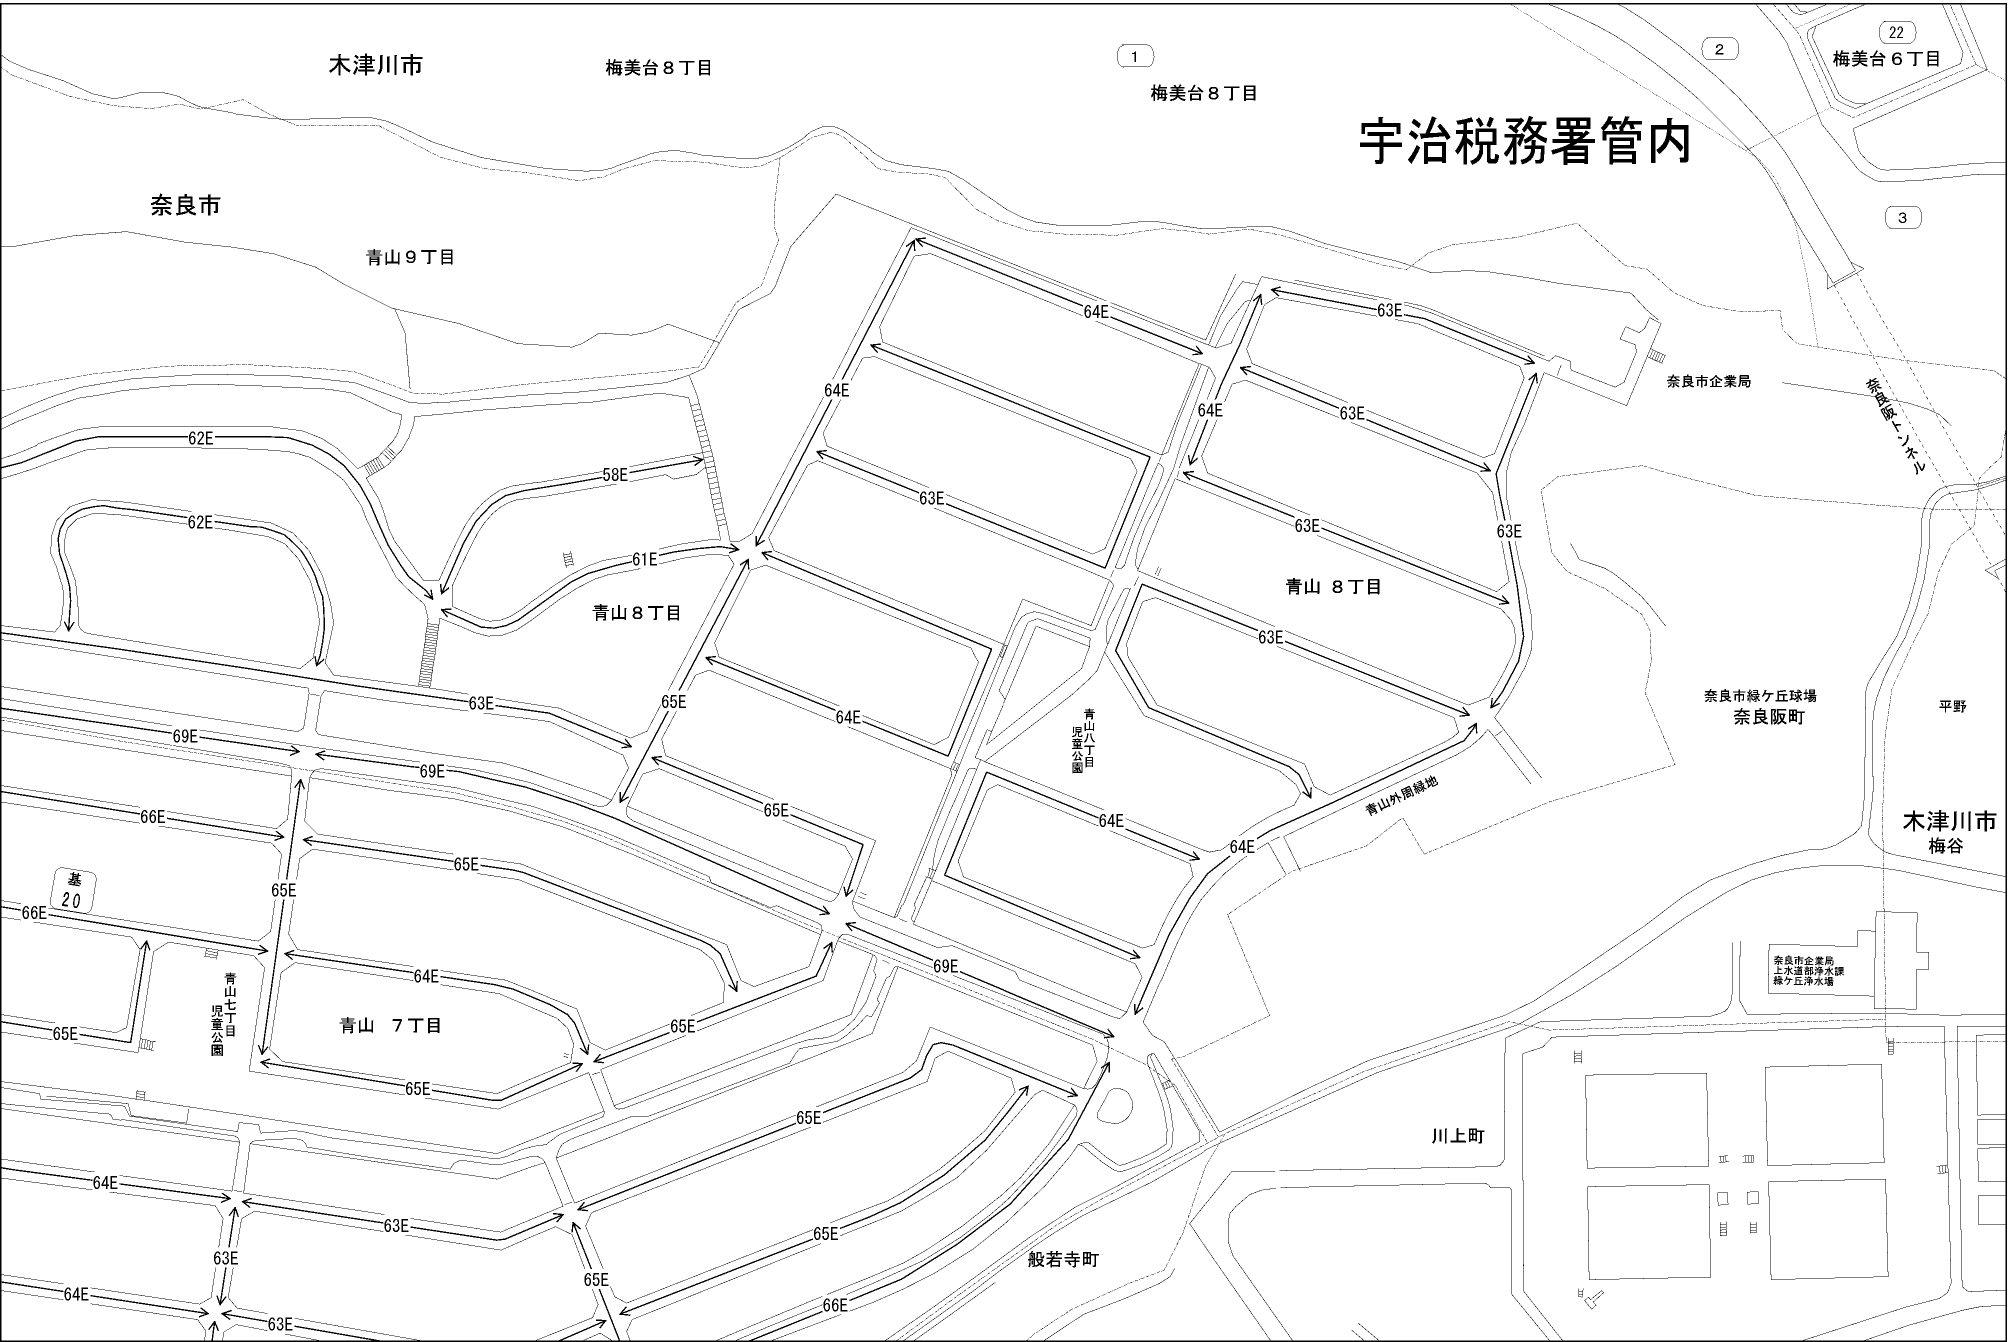 木津川市
梅美台８丁目
1
梅美台８丁目
2
22
梅美台６丁目
宇治税務署管内
3
奈良市
青山９丁目
64E
63E
奈良市企業局
奈良阪トンネル
64E
64E
63E
62E
58E
63E
62E
63E
63E
61E
青山８丁目
青山 ８丁目
63E
63E
65E
64E
奈良市緑ケ丘球場
奈良阪町
平野
69E
69E
青山八丁目
児童公園
青山外周緑地
66E
65E
64E
64E
木津川市
梅谷
65E
65E
基
20
66E
64E
69E
奈良市企業局
上水道部浄水課
緑ケ丘浄水場
青山七丁目
児童公園
青山　７丁目
65E
65E
65E
65E
川上町
64E
63E
65E
63E
般若寺町
65E
64E
63E
66E